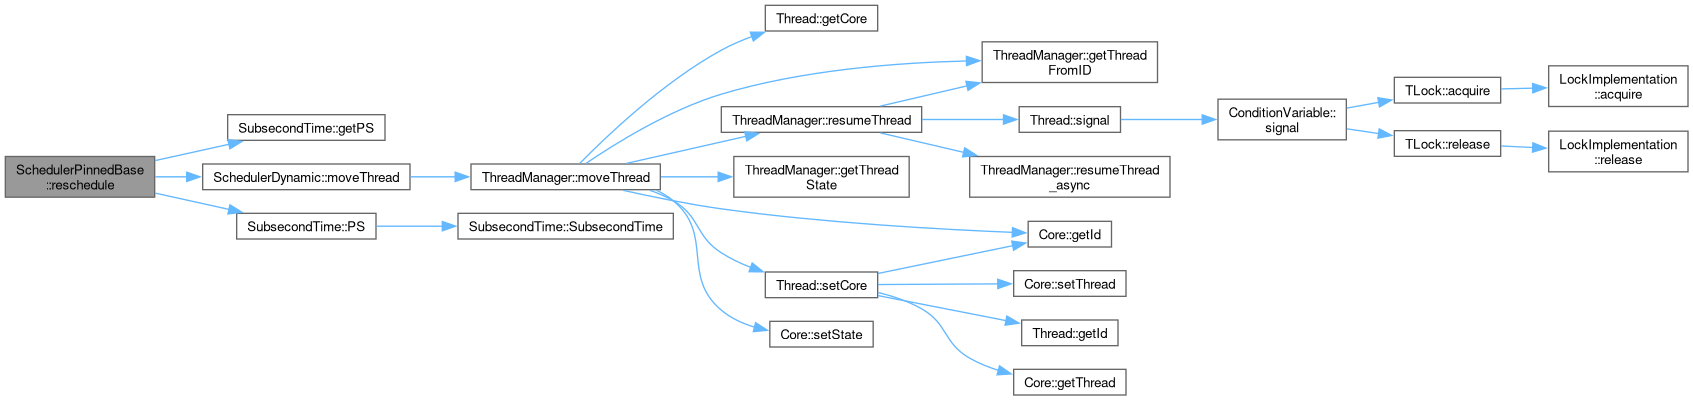 SchedulerPinnedBase
::reschedule
SubsecondTime::getPS
SchedulerDynamic::moveThread
SubsecondTime::PS
SubsecondTime::SubsecondTime
ThreadManager::moveThread
Thread::getCore
ThreadManager::getThread
FromID
ThreadManager::resumeThread
ThreadManager::getThread
State
Thread::signal
ThreadManager::resumeThread
_async
ConditionVariable::
signal
TLock::acquire
LockImplementation
::acquire
TLock::release
LockImplementation
::release
Core::getId
Thread::setCore
Core::setThread
Thread::getId
Core::setState
Core::getThread